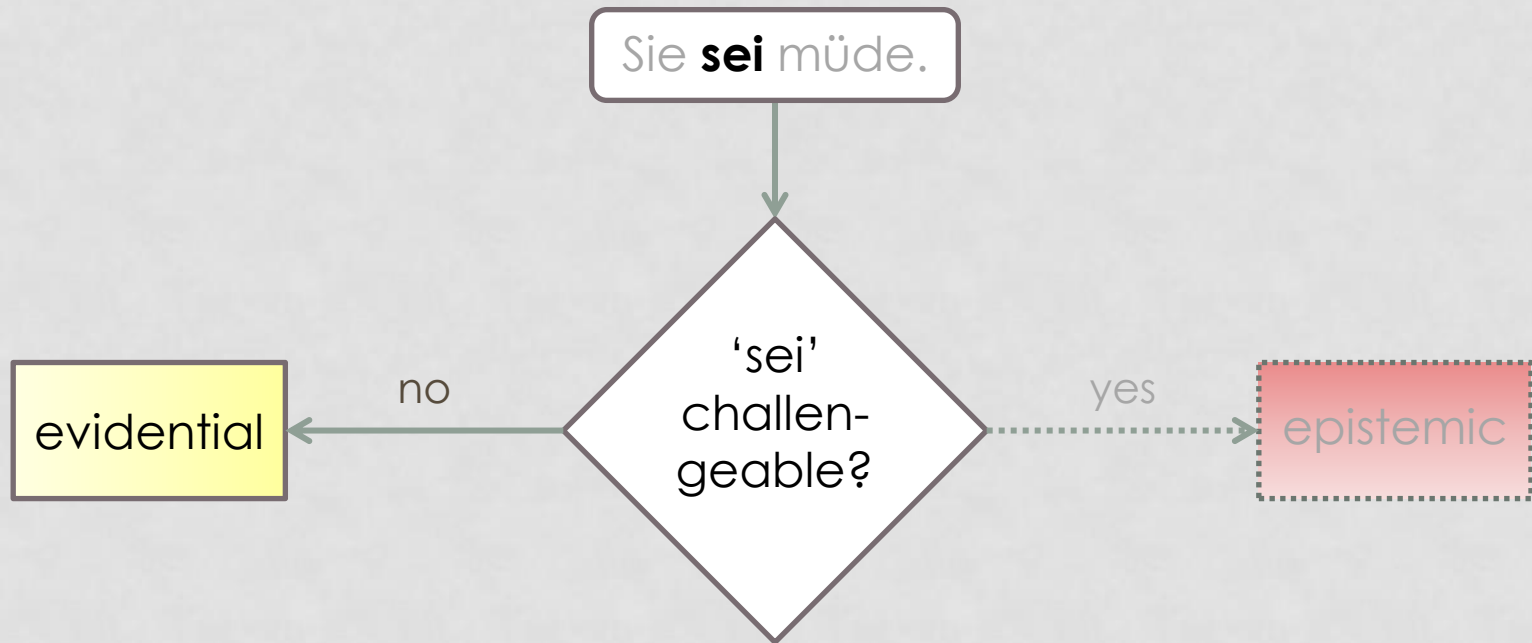 Sie sei müde.
‘sei’
challen-
geable?
no
yes
evidential
epistemic